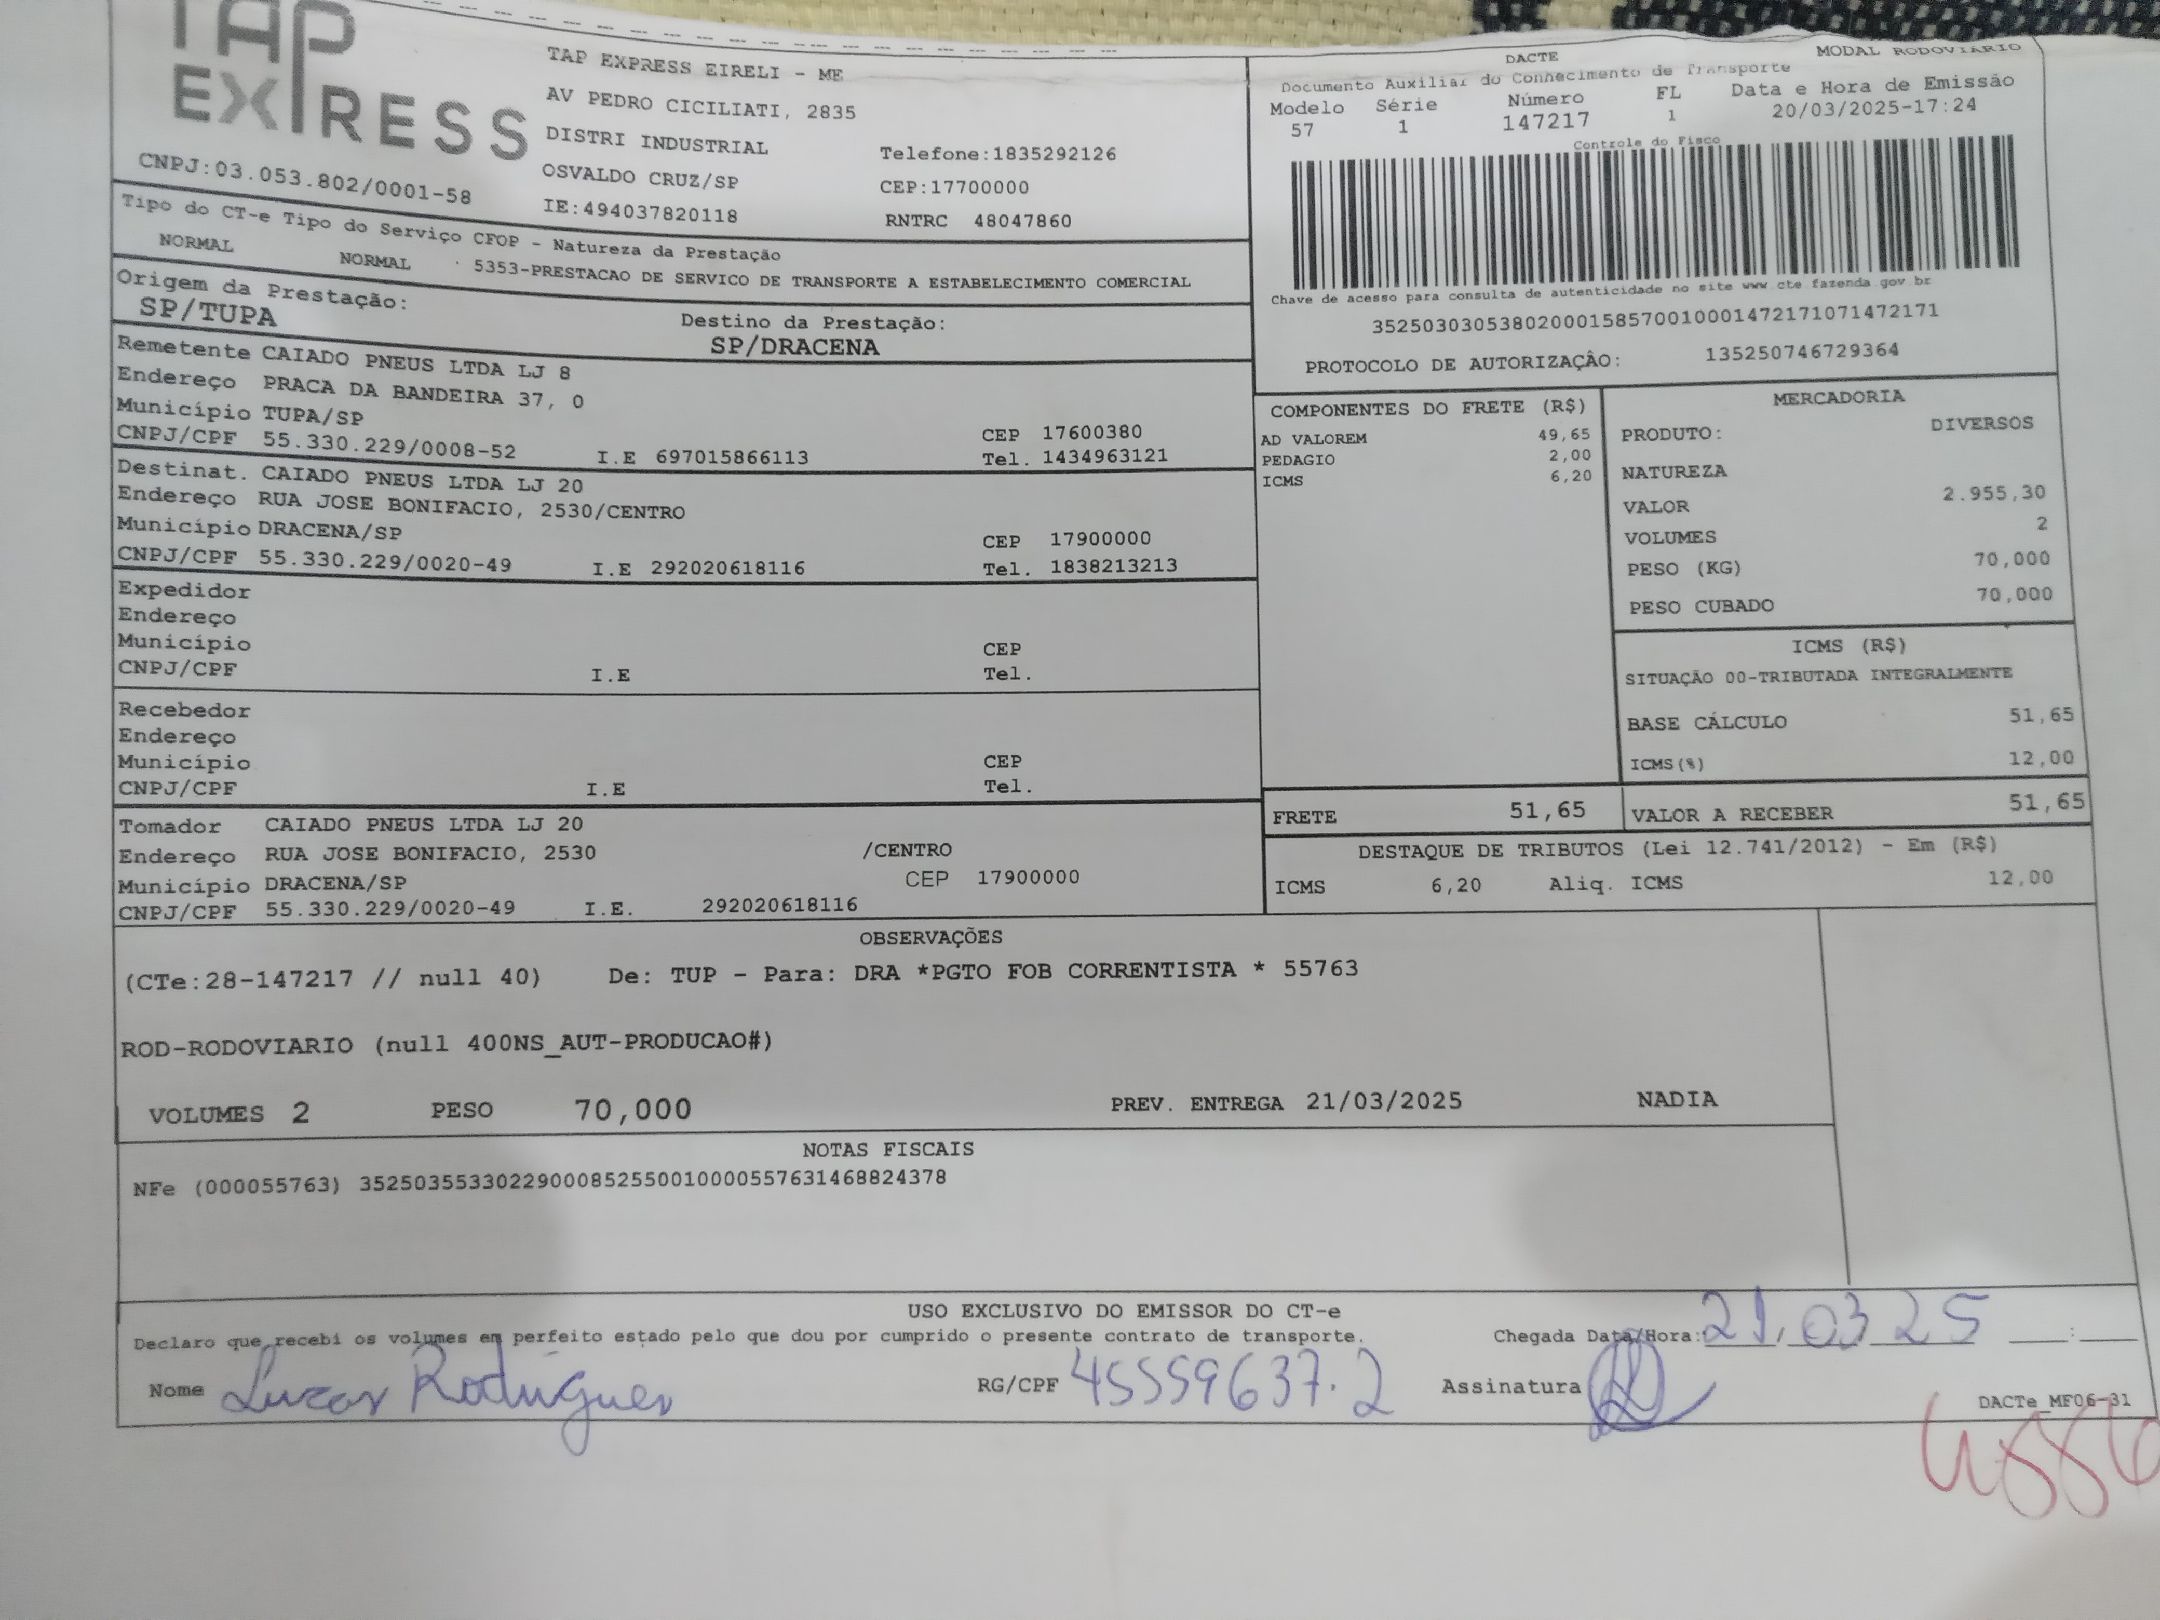 TAP
EXPRESS
CNPJ:03.053.802/0001-58
TAP EXPRESS EIRELI - ME
AV PEDRO CICILIATI, 2835
DISTRI INDUSTRIAL
OSVALDO CRUZ/SP
IE:494037820118
Telefone:1835292126
CEP:17700000
RNTRC 48047860
DACTE
MODAL RODOVIARIO
Documento Auxiliar do Conhecimento de Transporte
Modelo Série Número FL Data e Hora de Emissão
57 1 147217 1 20/03/2025-17:24
Controle do Fisco
Chave de acesso para consulta de autenticidade no site www.cte.fazenda.gov.br
35250303053802000158570010001472171071472171
PROTOCOLO DE AUTORIZAÇÂO: 135250746729364
Tipo do CT-e Tipo do Serviço CFOP - Natureza da Prestação
NORMAL NORMAL 5353-PRESTACAO DE SERVICO DE TRANSPORTE A ESTABELECIMENTO COMERCIAL
Origem da Prestação:
SP/TUPA
Destino da Prestação:
SP/DRACENA
Remetente CAIADO PNEUS LTDA LJ 8
Endereço PRACA DA BANDEIRA 37, 0
Município TUPA/SP CEP 17600380
CNPJ/CPF 55.330.229/0008-52 I.E 697015866113 Tel. 1434963121
Destinat. CAIADO PNEUS LTDA LJ 20
Endereço RUA JOSE BONIFACIO, 2530/CENTRO
Município DRACENA/SP CEP 17900000
CNPJ/CPF 55.330.229/0020-49 I.E 292020618116 Tel. 1838213213
Expedidor
Endereço
Município CEP
CNPJ/CPF I.E Tel.
Recebedor
Endereço
Município CEP
CNPJ/CPF I.E Tel.
Tomador CAIADO PNEUS LTDA LJ 20
Endereço RUA JOSE BONIFACIO, 2530 /CENTRO
Município DRACENA/SP CEP 17900000
CNPJ/CPF 55.330.229/0020-49 I.E. 292020618116
COMPONENTES DO FRETE (R$)
AD VALOREM 49,65
PEDAGIO 2,00
ICMS 6,20
MERCADORIA
PRODUTO: DIVERSOS
NATUREZA
VALOR 2.955,30
VOLUMES 2
PESO (KG) 70,000
PESO CUBADO 70,000
ICMS (R$)
SITUAÇÃO 00-TRIBUTADA INTEGRALMENTE
BASE CÁLCULO 51,65
ICMS(%) 12,00
FRETE 51,65 VALOR A RECEBER 51,65
DESTAQUE DE TRIBUTOS (Lei 12.741/2012) - Em (R$)
ICMS 6,20 Aliq. ICMS 12,00
OBSERVAÇÕES
(CTe:28-147217 // null 40) De: TUP - Para: DRA *PGTO FOB CORRENTISTA * 55763
ROD-RODOVIARIO (null 400NS_AUT-PRODUCAO#)
VOLUMES 2 PESO 70,000 PREV. ENTREGA 21/03/2025 NADIA
NOTAS FISCAIS
NFe (000055763) 35250355330229000852550010000557631468824378
USO EXCLUSIVO DO EMISSOR DO CT-e
Declaro que recebi os volumes em perfeito estado pelo que dou por cumprido o presente contrato de transporte. Chegada Data/Hora: 21/03/25 ____:____
Nome Lucas Rodrigues RG/CPF 45559637.2 Assinatura
DACTe_MF06-31